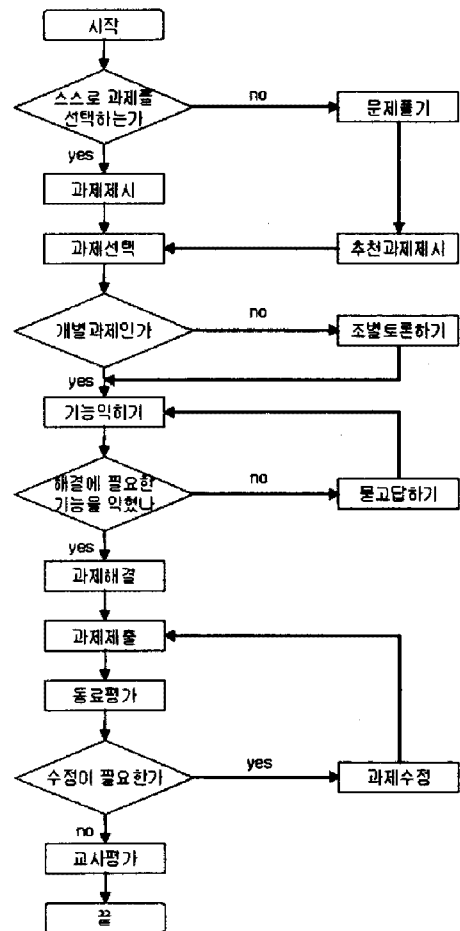 시작
스스로 과제를
선택하는가
no
문제풀기
yes
과제제시
과제선택
추천과제제시
개별과제인가
no
조별토론하기
yes
기능익히기
해결에 필요한
기능을 익혔나
no
묻고답하기
yes
과제해결
과제제출
동료평가
수정이 필요한가
yes
과제수정
no
교사평가
끝